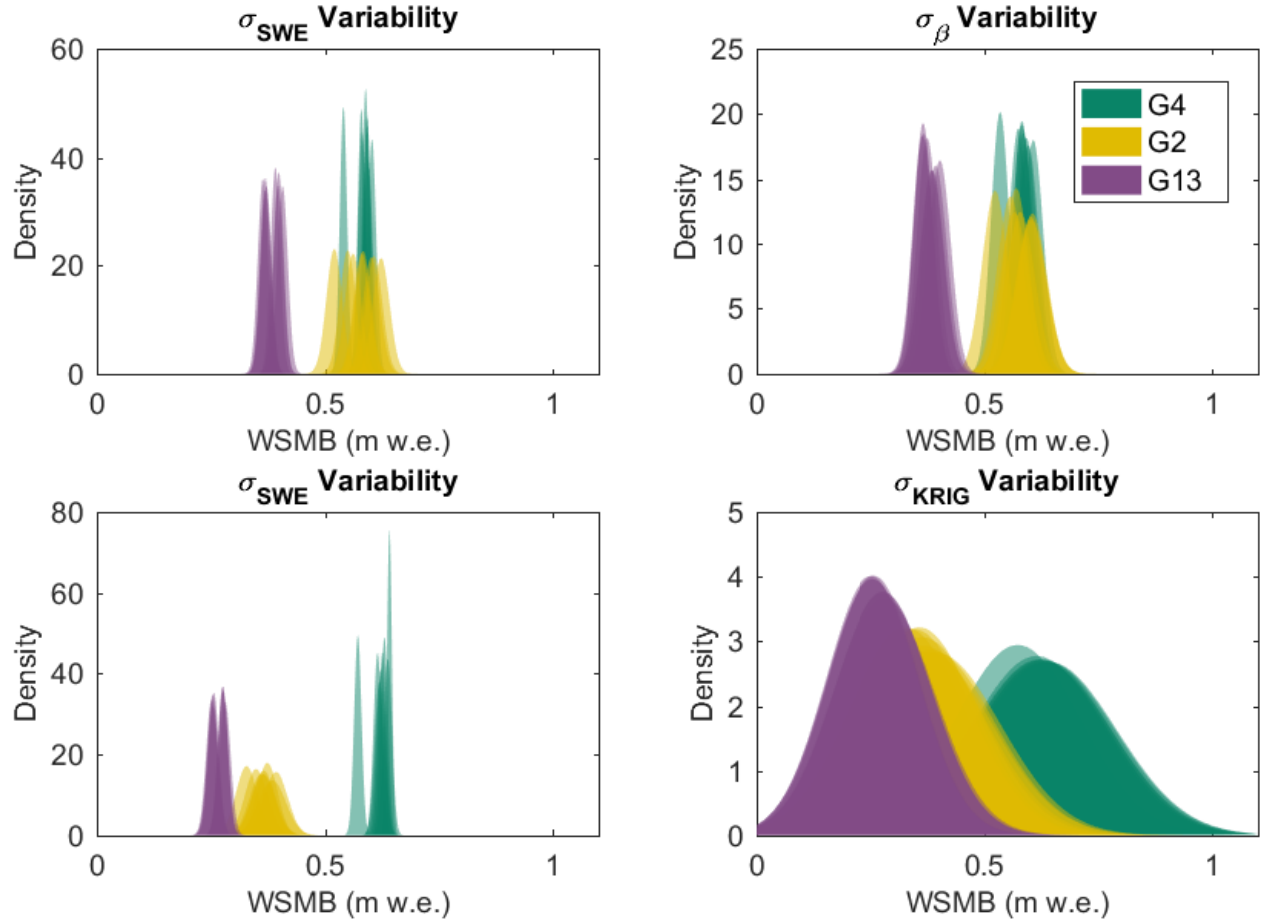 σSWE Variability
60
40
20
0
Density
0 0.5 1
WSMB (m w.e.)
σβ Variability
25
20
15
10
5
0
Density
G4
G2
G13
0 0.5 1
WSMB (m w.e.)
σSWE Variability
80
60
40
20
0
Density
0 0.5 1
WSMB (m w.e.)
σKRIG Variability
5
4
3
2
1
0
Density
0 0.5 1
WSMB (m w.e.)